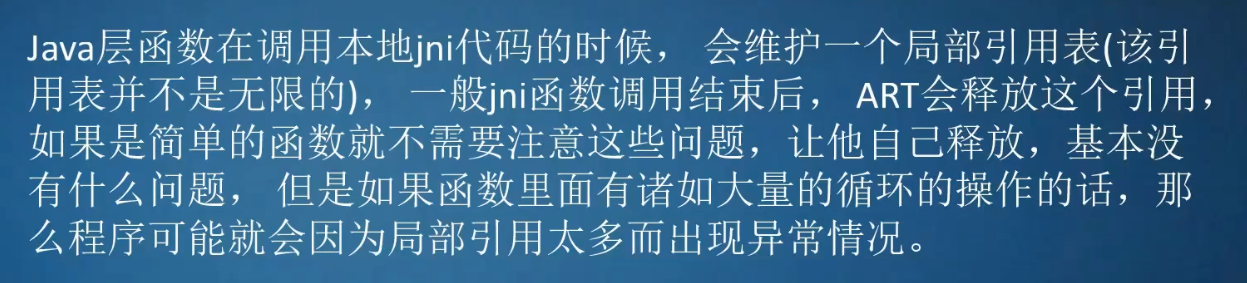 Java层函数在调用本地jni代码的时候， 会维护一个局部引用表(该引
用表并不是无限的)， 一般jni函数调用结束后， ART会释放这个引用，
如果是简单的函数就不需要注意这些问题，让他自己释放，基本没
有什么问题， 但是如果函数里面有诸如大量的循环的操作的话，那
么程序可能就会因为局部引用太多而出现异常情况。